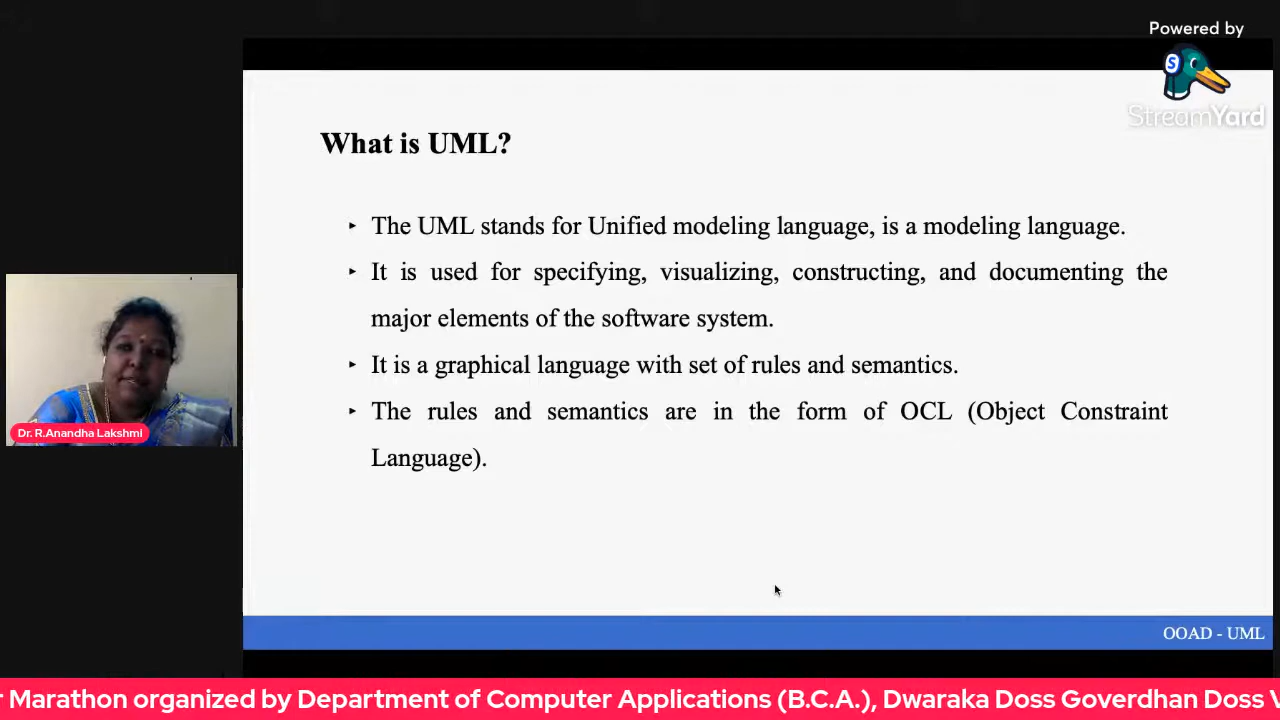 Powered by
StreamYard
What is UML?
‣ The UML stands for Unified modeling language, is a modeling language.
‣ It is used for specifying, visualizing, constructing, and documenting the
major elements of the software system.
‣ It is a graphical language with set of rules and semantics.
‣ The rules and semantics are in the form of OCL (Object Constraint
Language).
Dr. R.Anandha Lakshmi
OOAD - UML
Marathon organized by Department of Computer Applications (B.C.A.), Dwaraka Doss Goverdhan Doss